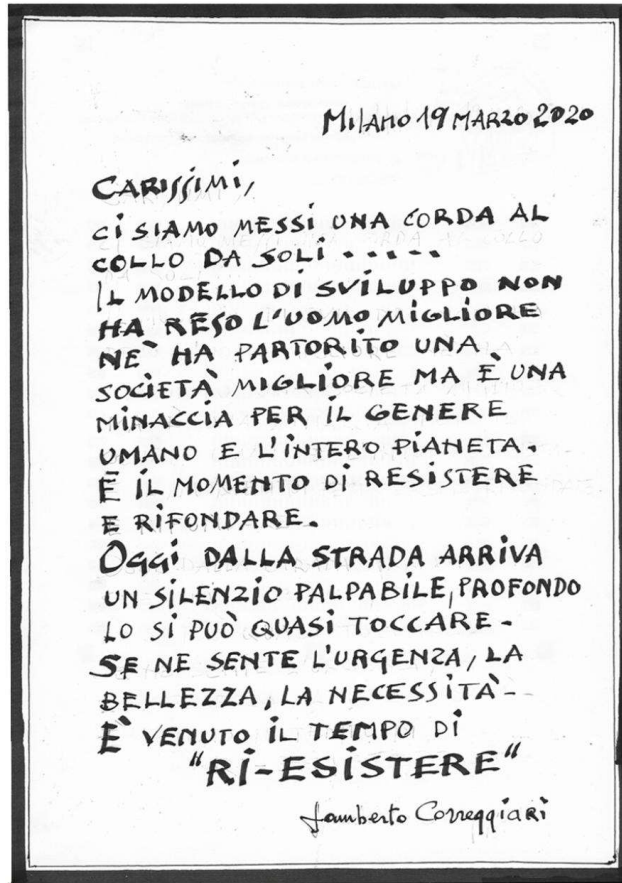 MILANO 19 MARZO 2020
CARISSIMI,
CI SIAMO MESSI UNA CORDA AL
COLLO DA SOLI . . . . .
IL MODELLO DI SVILUPPO NON
HA RESO L'UOMO MIGLIORE
NÈ HA PARTORITO UNA
SOCIETÀ MIGLIORE MA È UNA
MINACCIA PER IL GENERE
UMANO E L'INTERO PIANETA.
È IL MOMENTO DI RESISTERE
E RIFONDARE.
OGGI DALLA STRADA ARRIVA
UN SILENZIO PALPABILE, PROFONDO
LO SI PUÒ QUASI TOCCARE -
SE NE SENTE L'URGENZA, LA
BELLEZZA, LA NECESSITÀ -
È VENUTO IL TEMPO DI
"RI-ESISTERE"
Lamberto Correggiari